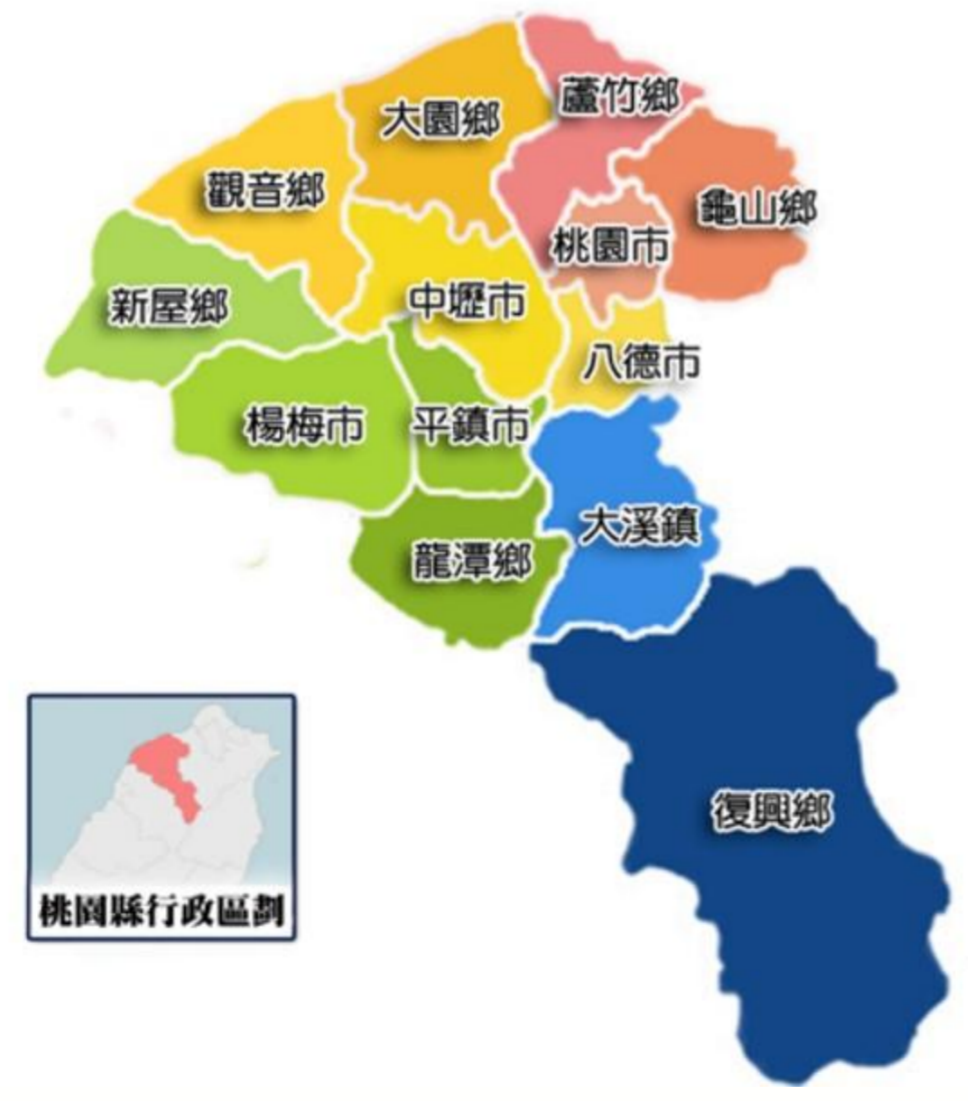 蘆竹鄉
大園鄉
觀音鄉
龜山鄉
桃園市
新屋鄉
中壢市
八德市
楊梅市
平鎮市
大溪鎮
龍潭鄉
復興鄉
桃園縣行政區劃